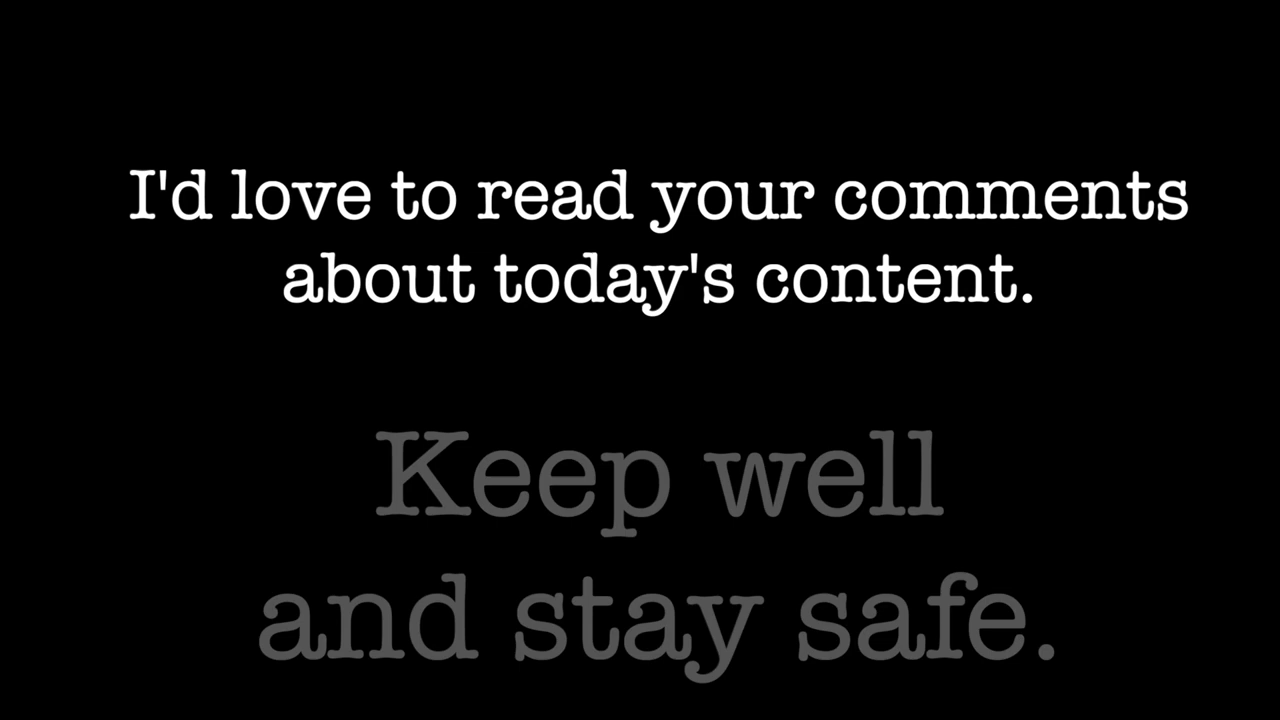 I'd love to read your comments
about today's content.
Keep well
and stay safe.